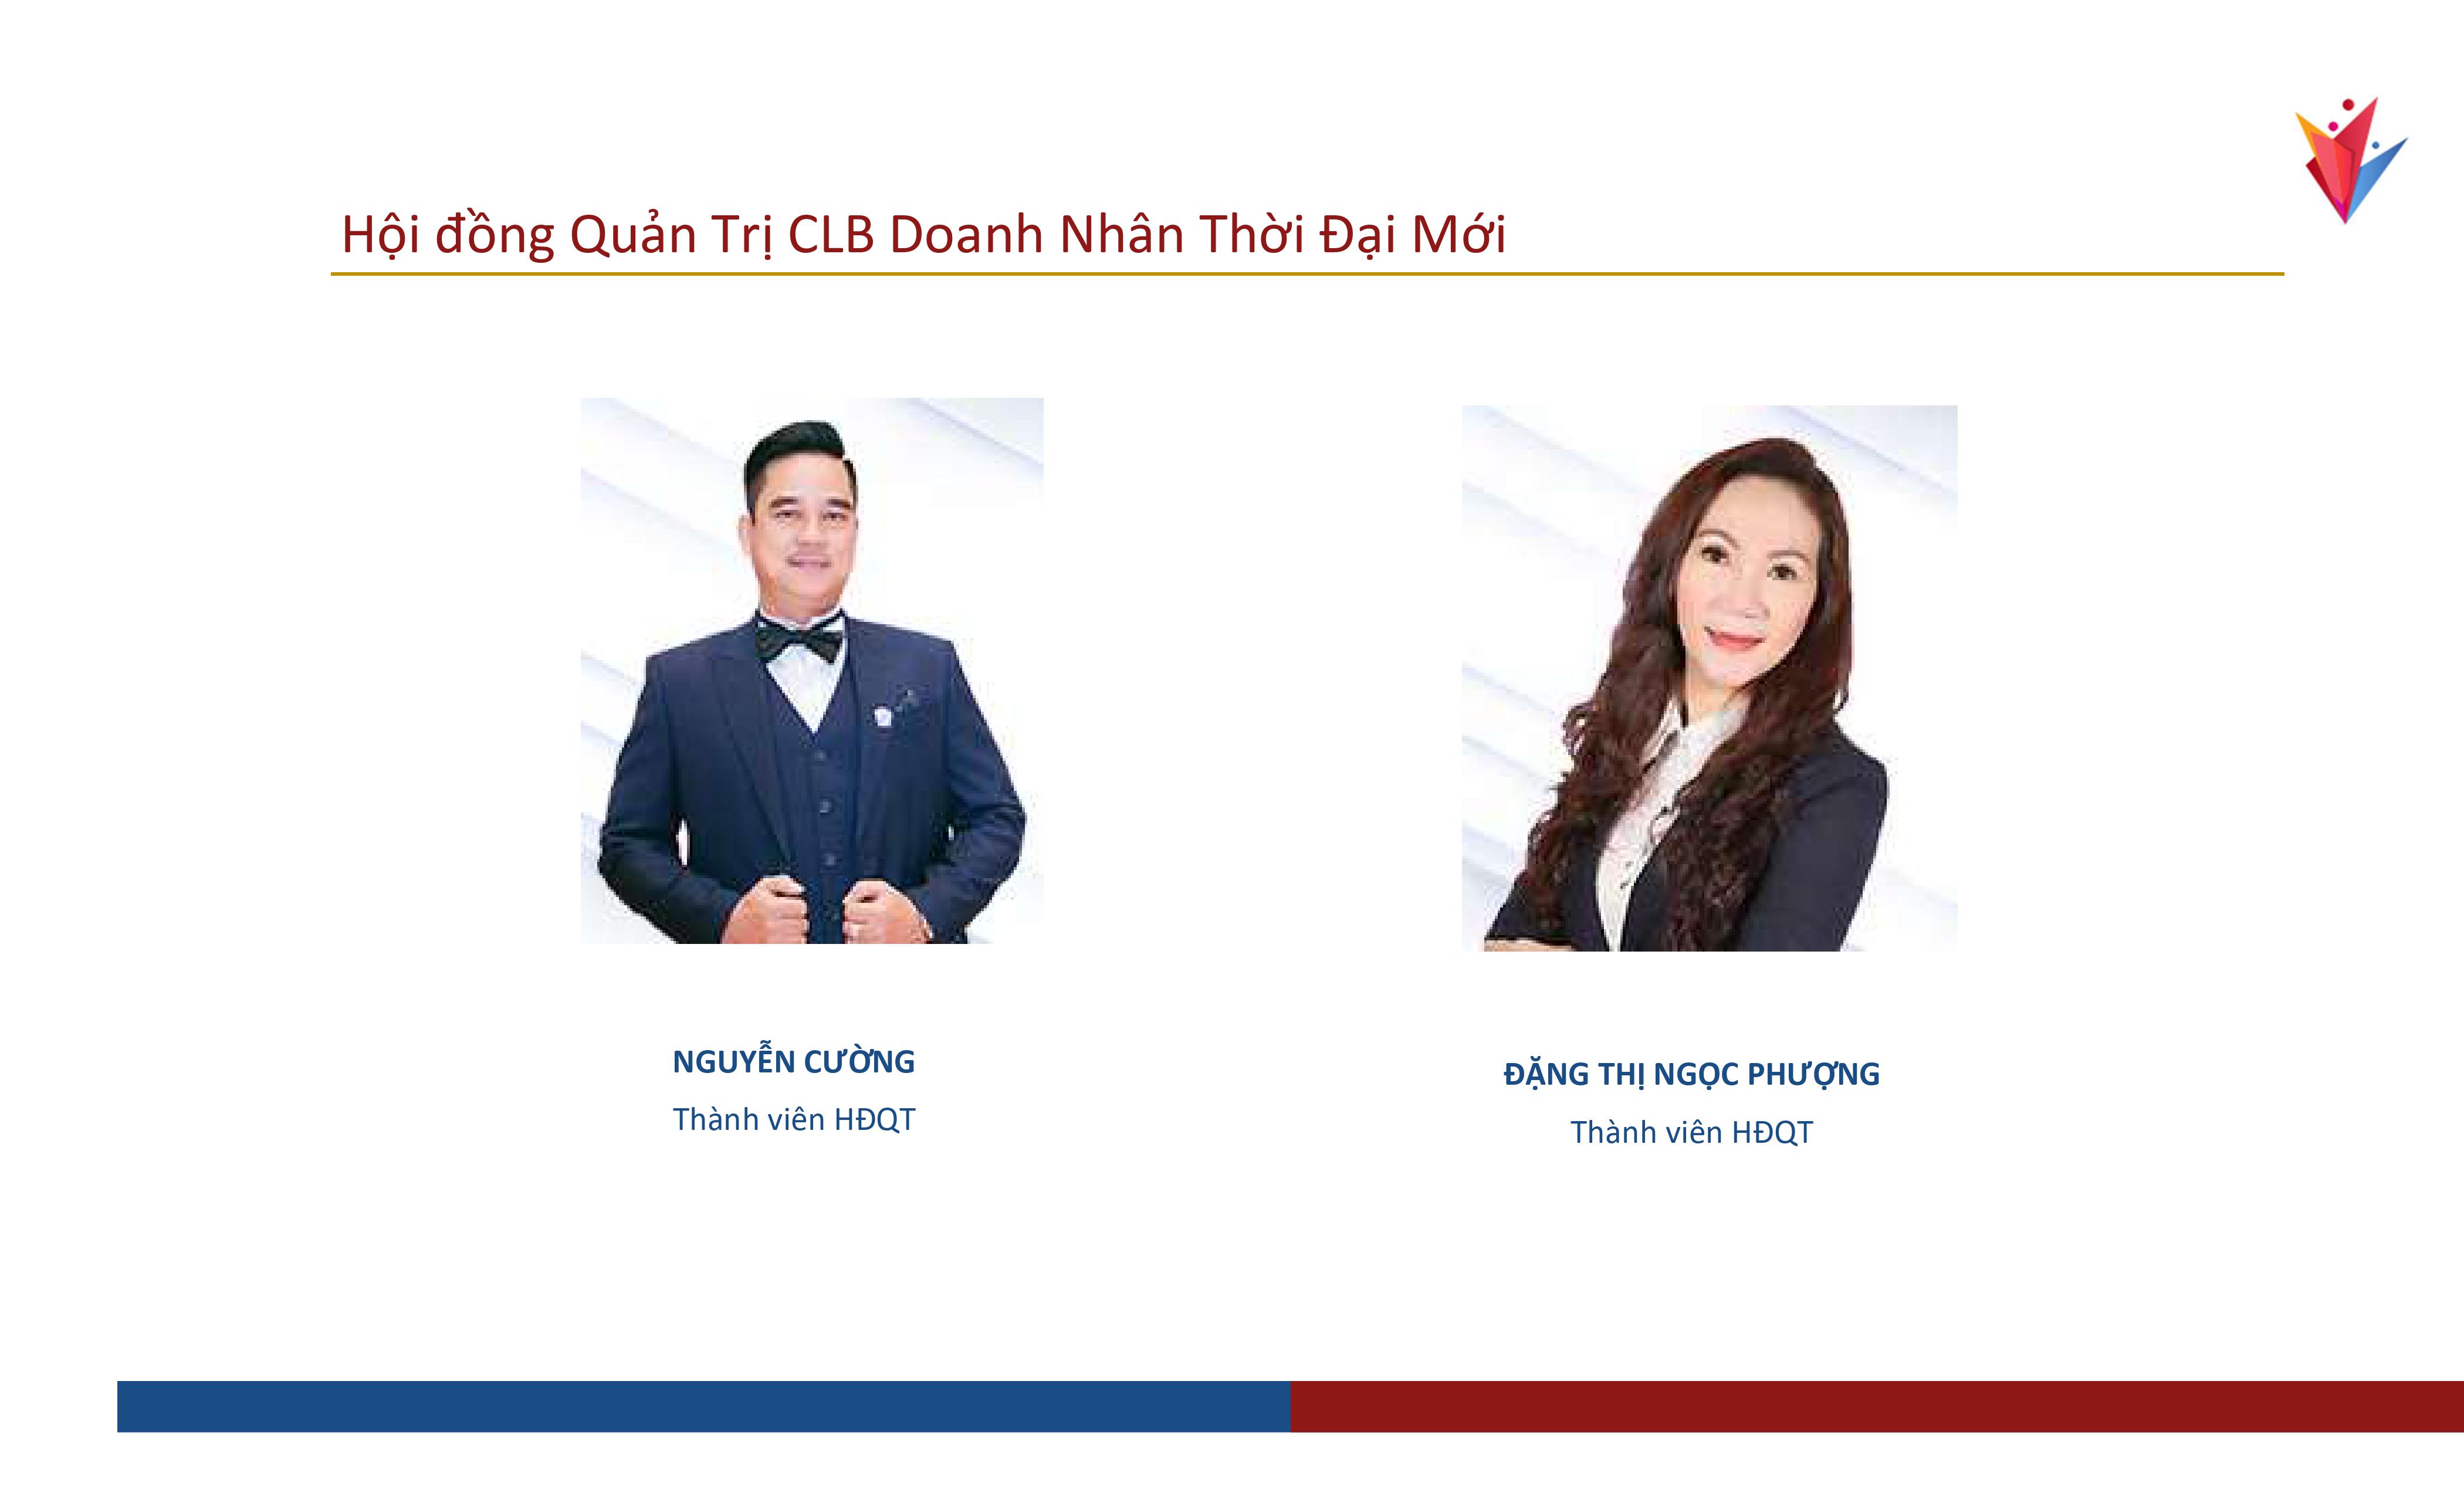 Hội đồng Quản Trị CLB Doanh Nhân Thời Đại Mới
NGUYỄN CƯỜNG
Thành viên HĐQT
ĐẶNG THỊ NGỌC PHƯỢNG
Thành viên HĐQT